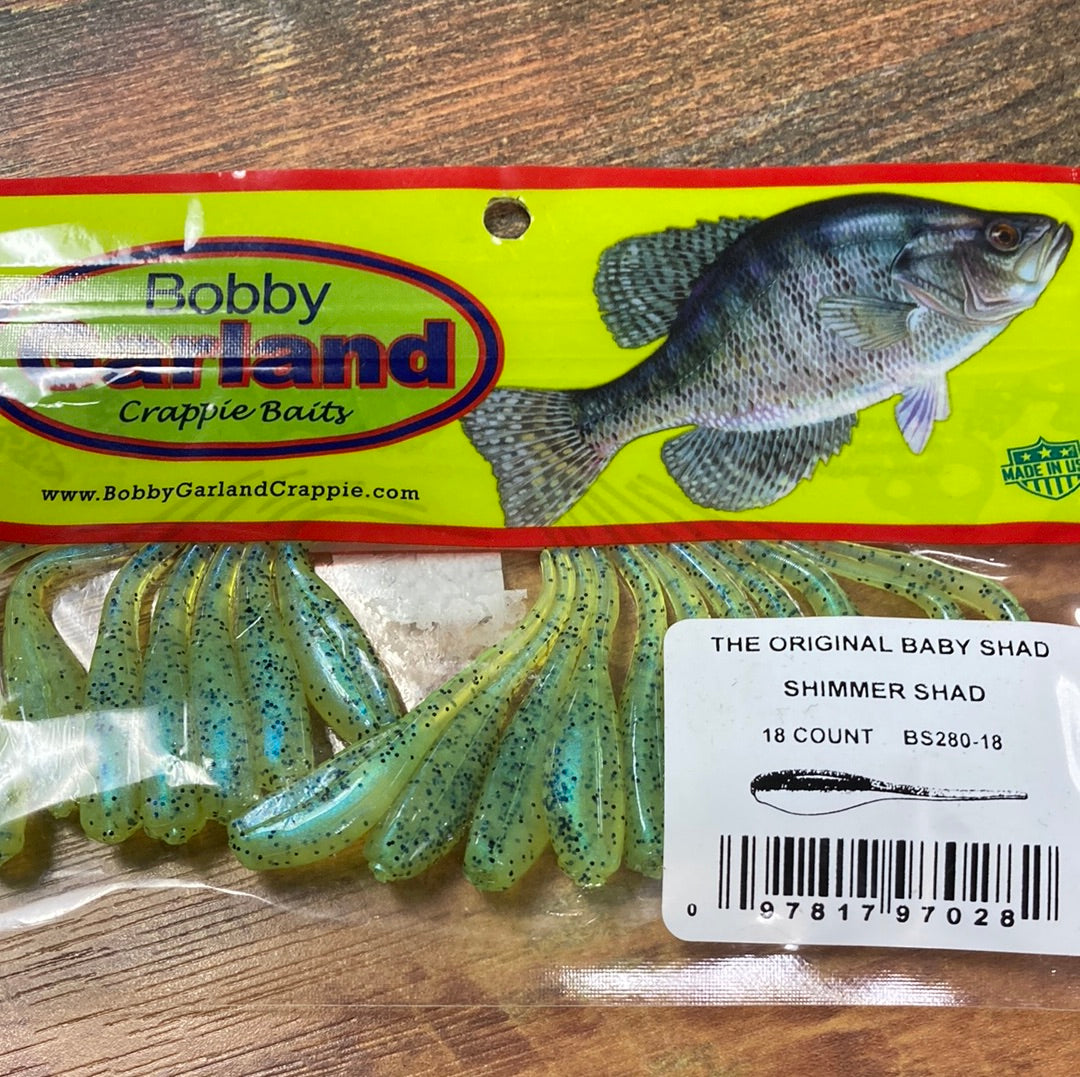 Bobby
Garland
Crappie Baits
www.BobbyGarlandCrappie.com
MADE IN US
THE ORIGINAL BABY SHAD
SHIMMER SHAD
18 COUNT BS280-18
0 97817 97028